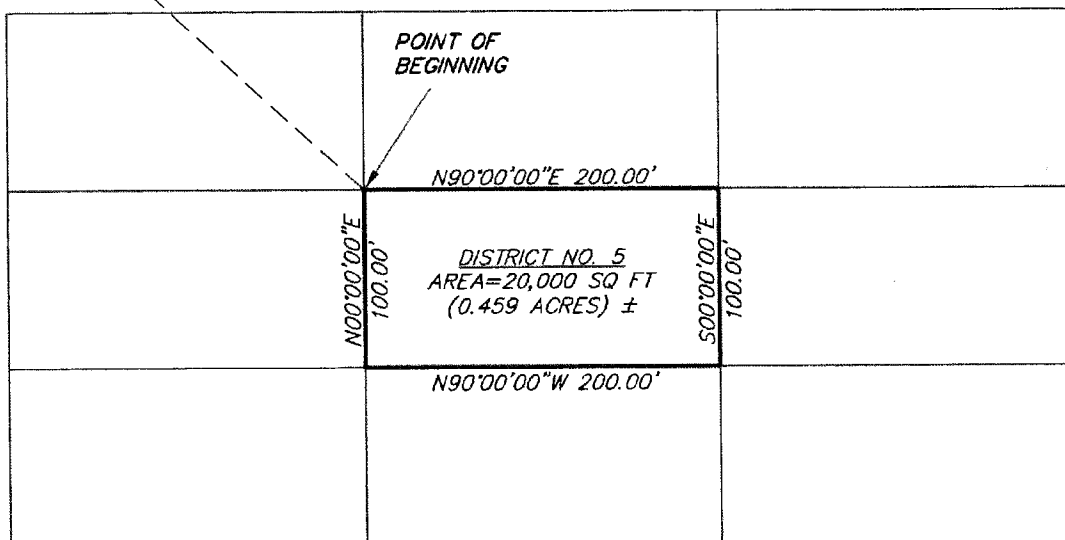 POINT OF
BEGINNING
N90°00'00"E 200.00'
N00°00'00"E
100.00'
DISTRICT NO. 5
AREA=20,000 SQ FT
(0.459 ACRES) ±
S00°00'00"E
100.00'
N90°00'00"W 200.00'